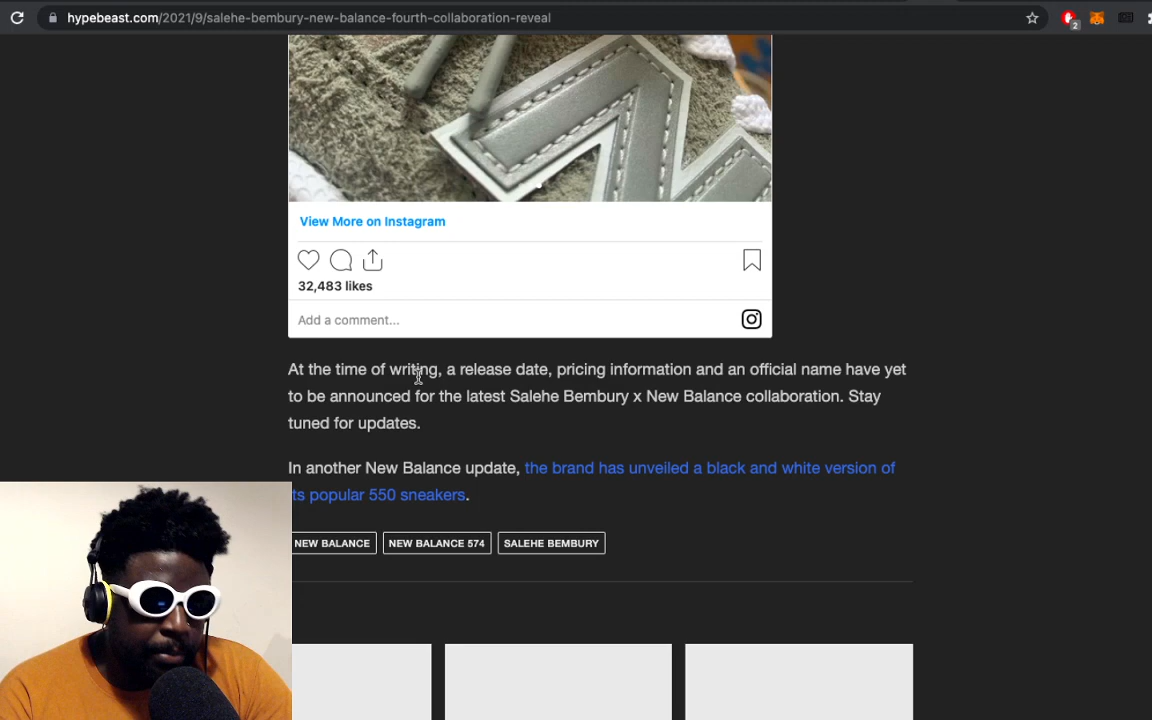 hypebeast.com/2021/9/salehe-bembury-new-balance-fourth-collaboration-reveal
2
View More on Instagram
32,483 likes
Add a comment...
At the time of writing, a release date, pricing information and an official name have yet
to be announced for the latest Salehe Bembury x New Balance collaboration. Stay
tuned for updates.
In another New Balance update, the brand has unveiled a black and white version of
ts popular 550 sneakers.
NEW BALANCE
NEW BALANCE 574
SALEHE BEMBURY